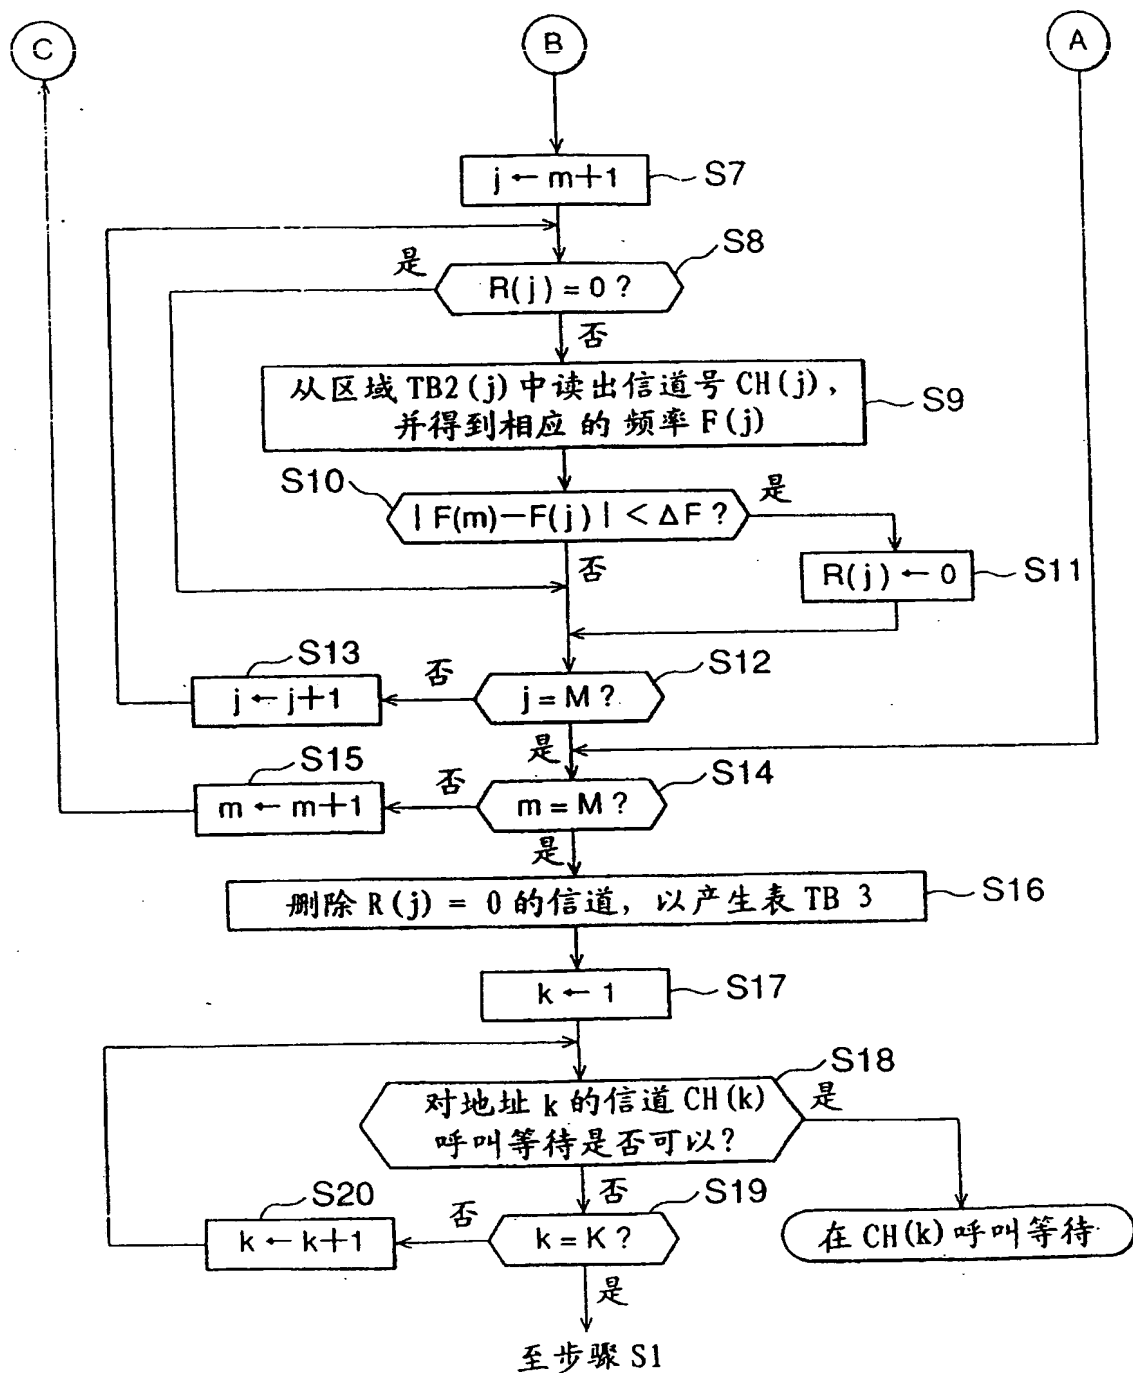 C
B
A
j ← m+1
S7
是
S8
R(j) = 0 ?
否
从区域 TB2(j)中读出信道号 CH(j),
并得到相应的频率 F(j)
S9
S10
是
| F(m)−F(j) | < ΔF ?
否
R(j) ← 0
S11
S13
否
S12
j ← j+1
j = M ?
是
S15
否
S14
m ← m+1
m = M ?
是
删除 R(j) = 0 的信道, 以产生表 TB 3
S16
k ← 1
S17
S18
对地址 k 的信道 CH(k)
呼叫等待是否可以?
是
否
S19
S20
否
k ← k+1
k = K ?
在 CH(k)呼叫等待
是
至步骤 S1